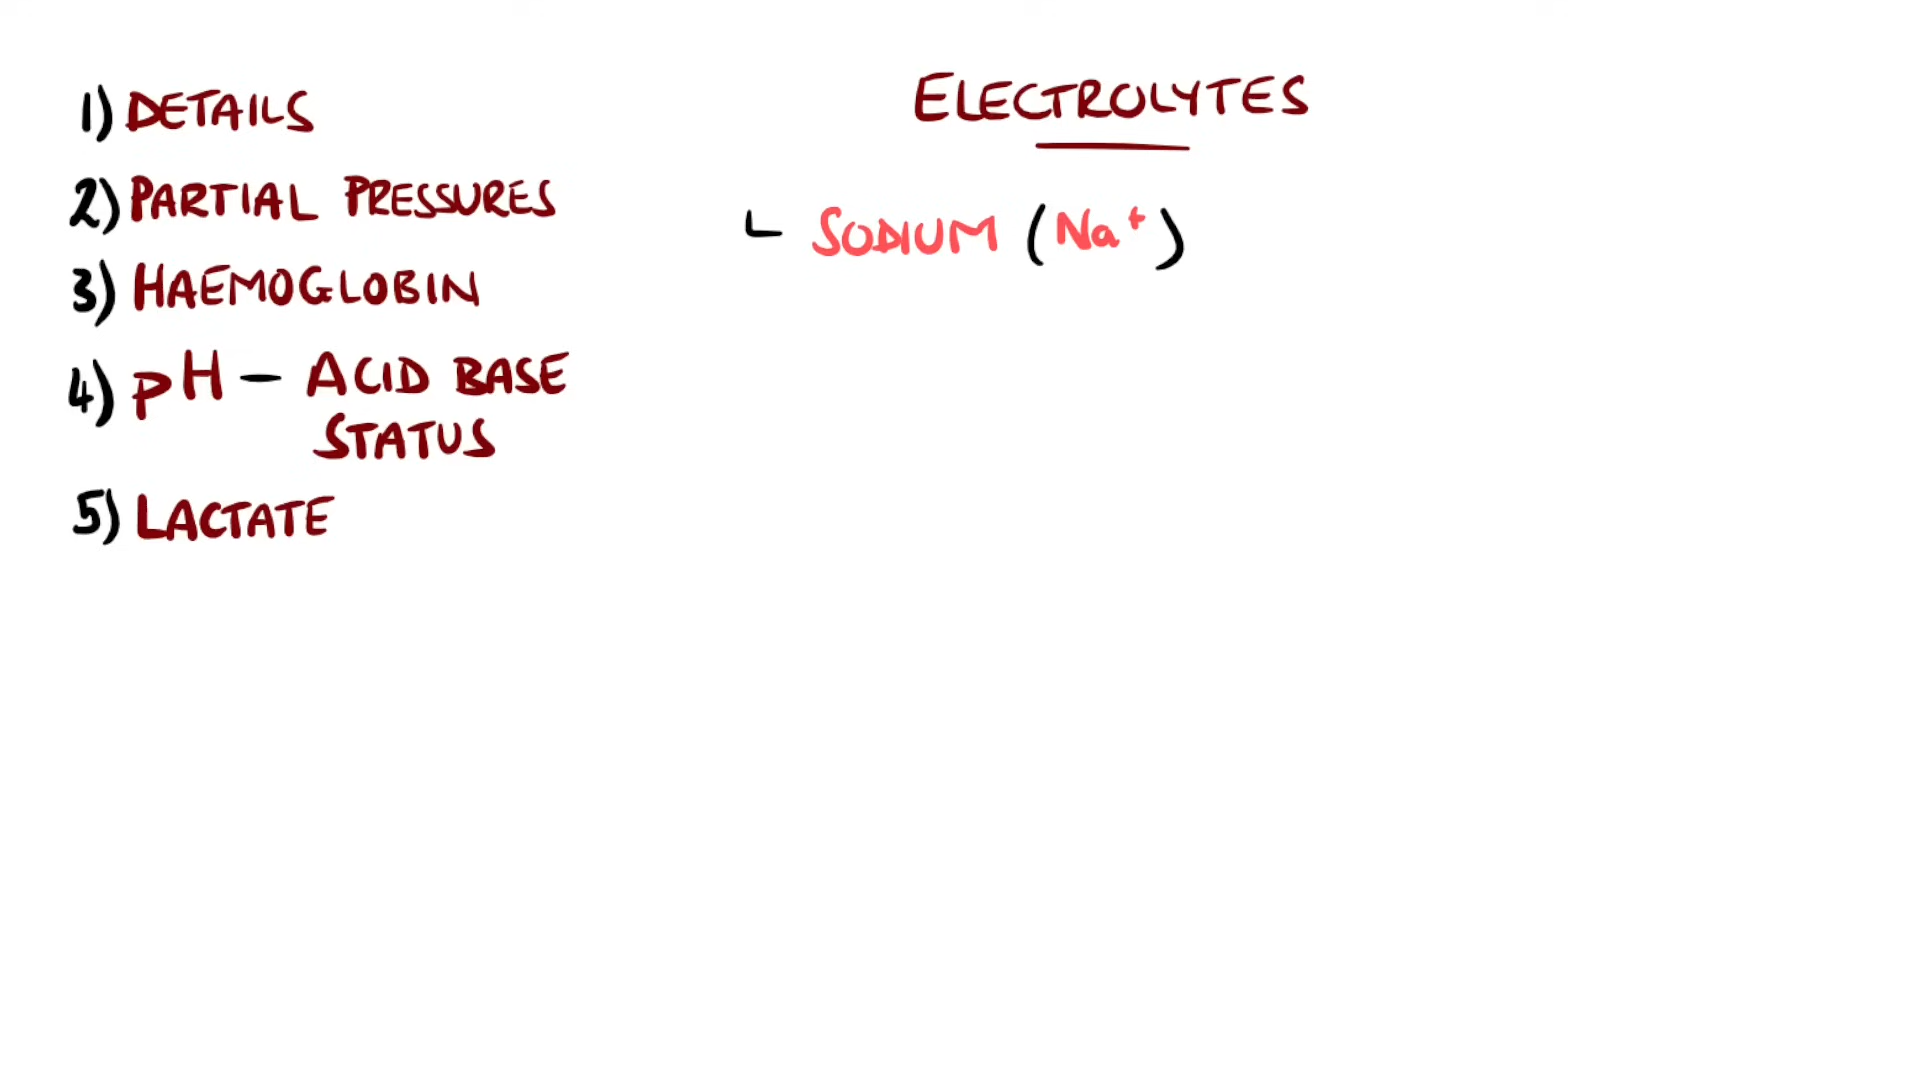 1) DETAILS
2) PARTIAL PRESSURES
3) HAEMOGLOBIN
4) pH – ACID BASE
STATUS
5) LACTATE
ELECTROLYTES
SODIUM (Na⁺)